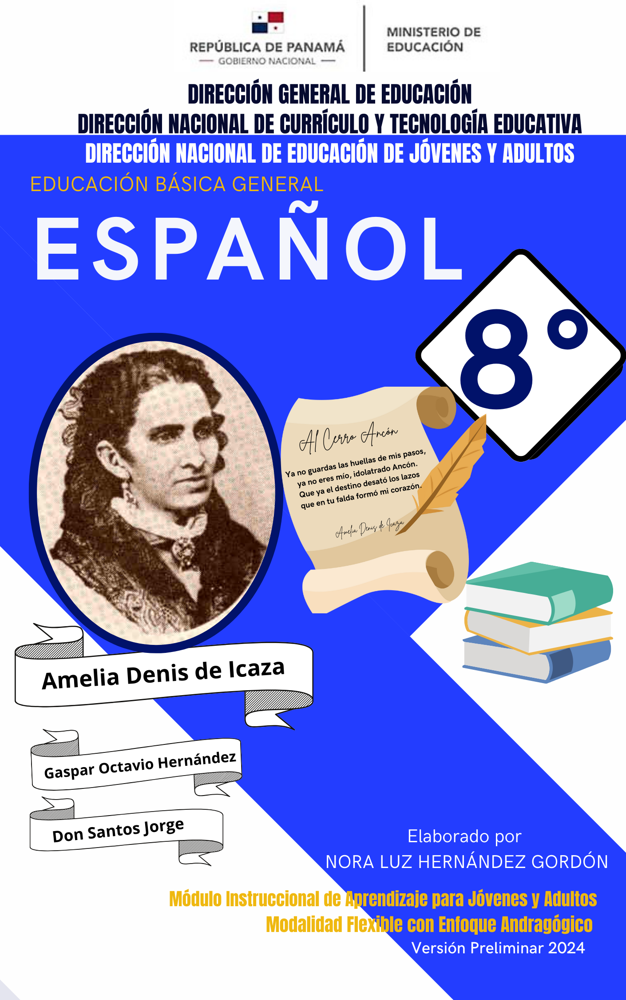 REPÚBLICA DE PANAMÁ
GOBIERNO NACIONAL
MINISTERIO DE
EDUCACIÓN
DIRECCIÓN GENERAL DE EDUCACIÓN
DIRECCIÓN NACIONAL DE CURRÍCULO Y TECNOLOGÍA EDUCATIVA
DIRECCIÓN NACIONAL DE EDUCACIÓN DE JÓVENES Y ADULTOS
EDUCACIÓN BÁSICA GENERAL
ESPAÑOL
8°
Al Cerro Ancón
Ya no guardas las huellas de mis pasos,
ya no eres mío, idolatrado Ancón.
Que ya el destino desató los lazos
que en tu falda formó mi corazón.
Amelia Denis de Icaza
Amelia Denis de Icaza
Gaspar Octavio Hernández
Don Santos Jorge
Elaborado por
NORA LUZ HERNÁNDEZ GORDÓN
Módulo Instruccional de Aprendizaje para Jóvenes y Adultos
Modalidad Flexible con Enfoque Andragógico
Versión Preliminar 2024